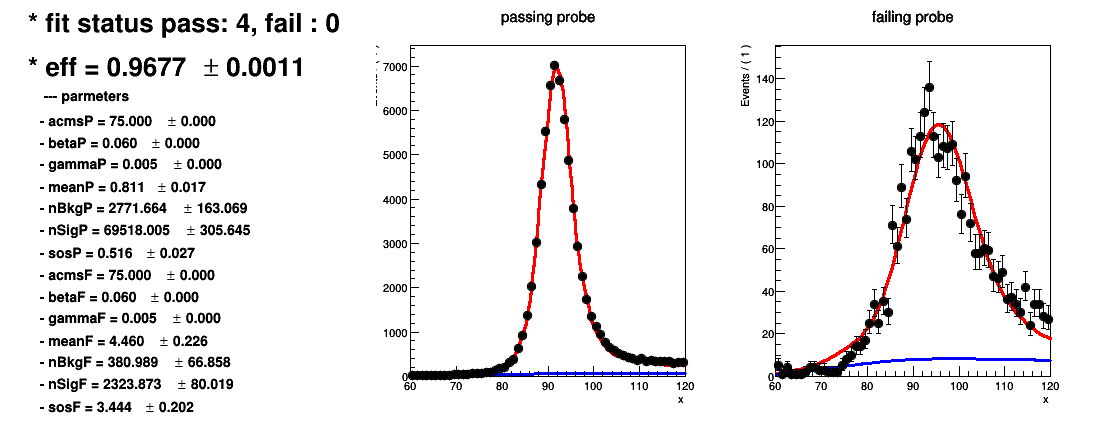 * fit status pass: 4, fail : 0
* eff = 0.9677 ± 0.0011
--- parmeters
- acmsP = 75.000 ± 0.000
- betaP = 0.060 ± 0.000
- gammaP = 0.005 ± 0.000
- meanP = 0.811 ± 0.017
- nBkgP = 2771.664 ± 163.069
- nSigP = 69518.005 ± 305.645
- sosP = 0.516 ± 0.027
- acmsF = 75.000 ± 0.000
- betaF = 0.060 ± 0.000
- gammaF = 0.005 ± 0.000
- meanF = 4.460 ± 0.226
- nBkgF = 380.989 ± 66.858
- nSigF = 2323.873 ± 80.019
- sosF = 3.444 ± 0.202
passing probe
7000
6000
5000
4000
3000
2000
1000
0
60 70 80 90 100 110 120
x
failing probe
Events / ( 1 )
140
120
100
80
60
40
20
0
60 70 80 90 100 110 120
x